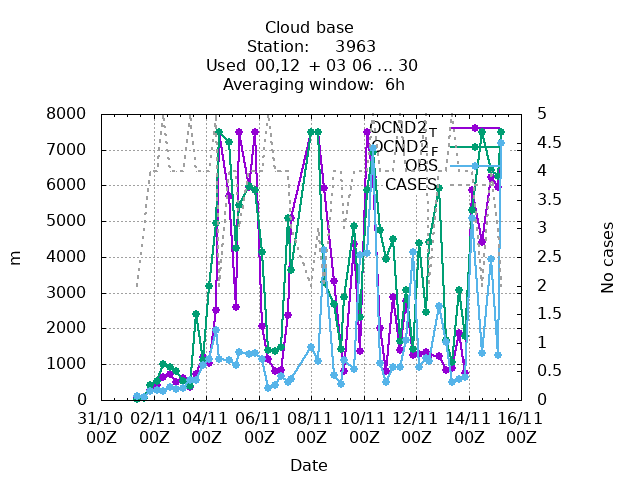 Cloud base
Station: 3963
Used 00,12 + 03 06 ... 30
Averaging window: 6h
8000
7000
6000
5000
4000
3000
2000
1000
0
m
5
4.5
4
3.5
3
2.5
2
1.5
1
0.5
0
No cases
OCND2_T
OCND2_F
OBS
CASES
31/10 02/11 04/11 06/11 08/11 10/11 12/11 14/11 16/11
00Z 00Z 00Z 00Z 00Z 00Z 00Z 00Z 00Z
Date